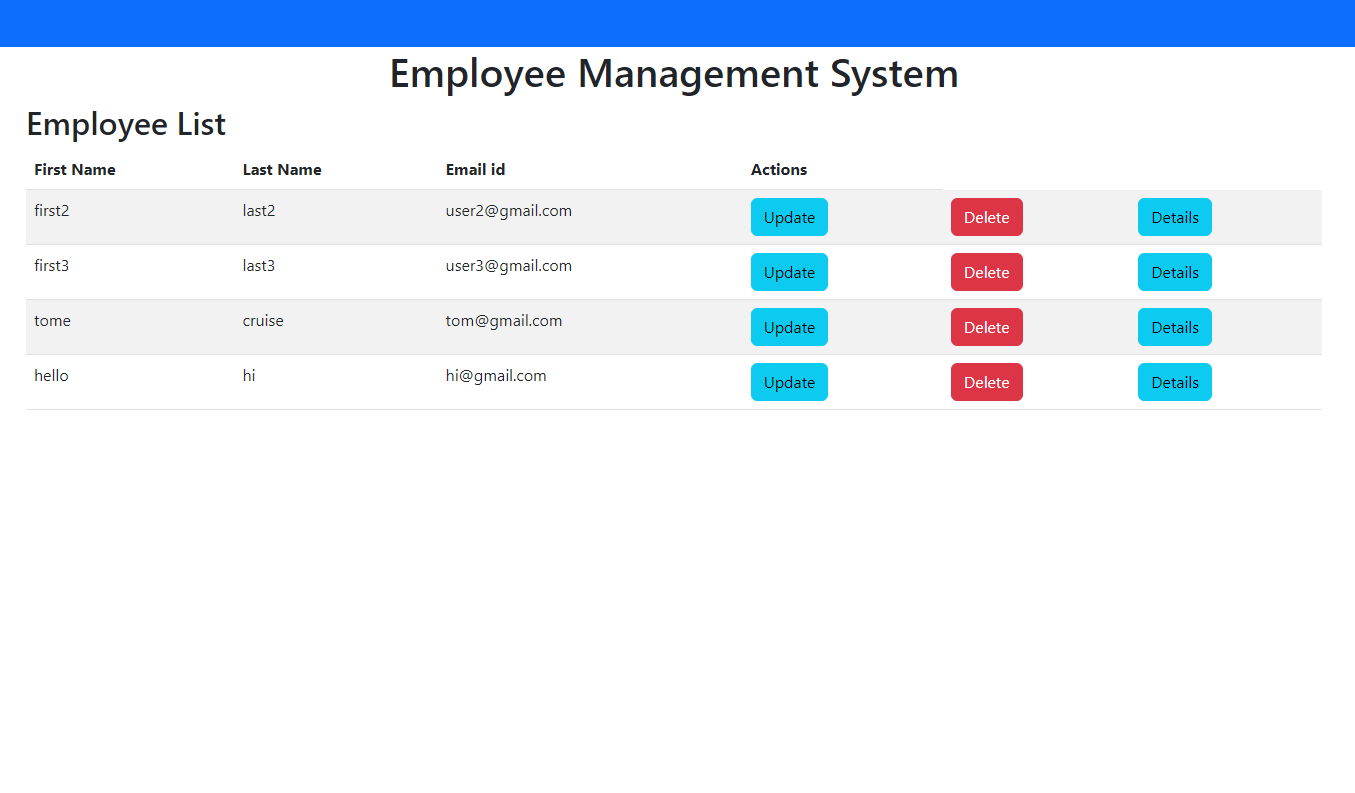 Employee Management System
Employee List
First Name Last Name Email id Actions
first2 last2 user2@gmail.com Update Delete Details
first3 last3 user3@gmail.com Update Delete Details
tome cruise tom@gmail.com Update Delete Details
hello hi hi@gmail.com Update Delete Details